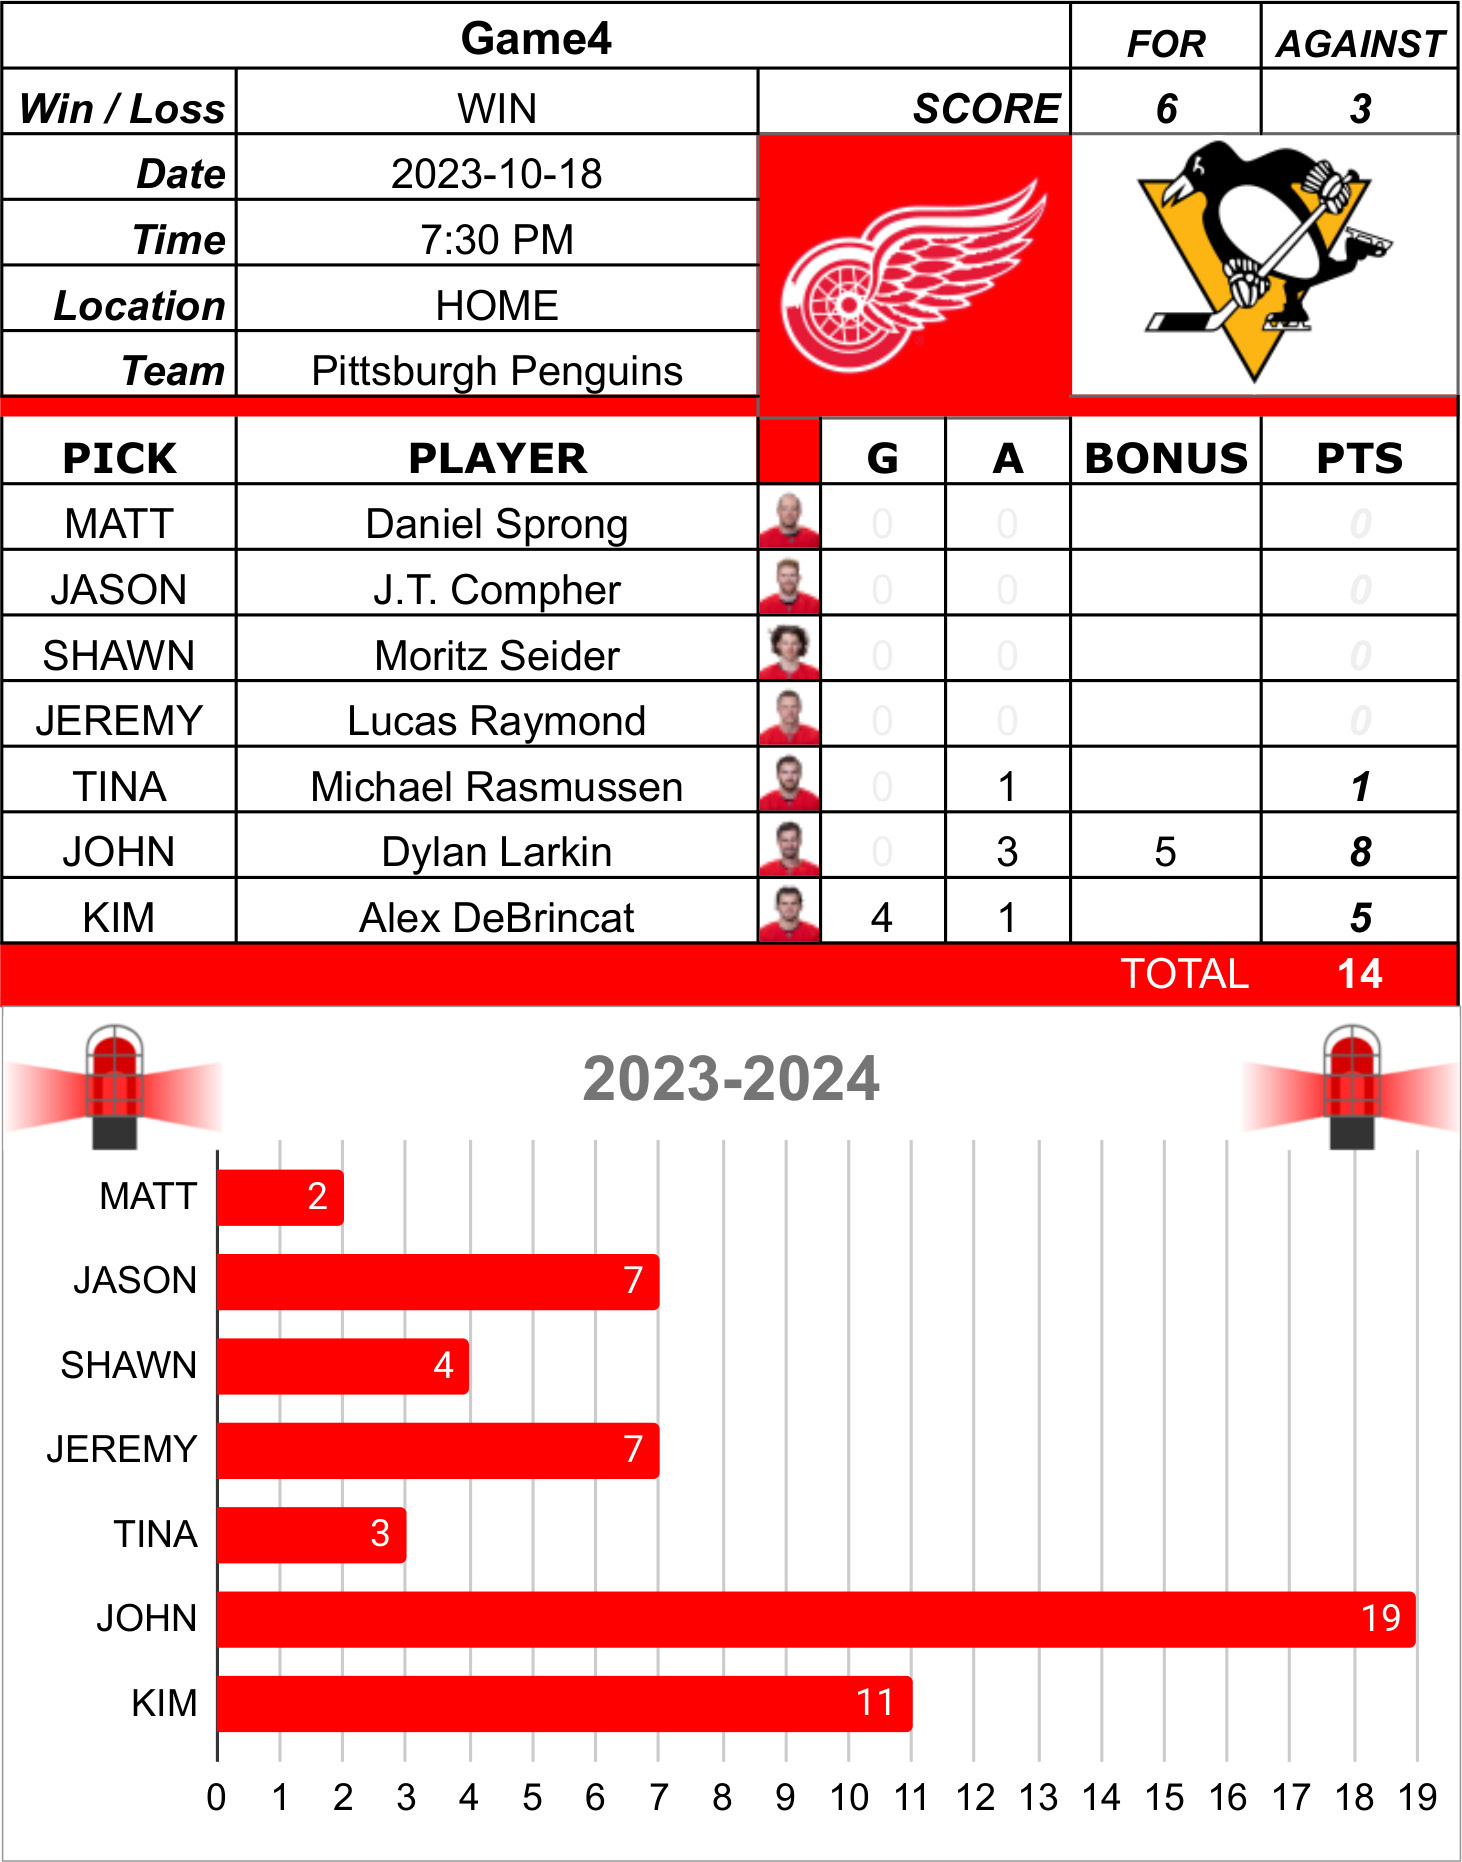 Game4 FOR AGAINST
Win / Loss WIN SCORE 6 3
Date 2023-10-18
Time 7:30 PM
Location HOME
Team Pittsburgh Penguins
PICK PLAYER G A BONUS PTS
MATT Daniel Sprong 0 0 0
JASON J.T. Compher 0 0 0
SHAWN Moritz Seider 0 0 0
JEREMY Lucas Raymond 0 0 0
TINA Michael Rasmussen 0 1 1
JOHN Dylan Larkin 0 3 5 8
KIM Alex DeBrincat 4 1 5
TOTAL 14
2023-2024
MATT 2
JASON 7
SHAWN 4
JEREMY 7
TINA 3
JOHN 19
KIM 11
0 1 2 3 4 5 6 7 8 9 10 11 12 13 14 15 16 17 18 19